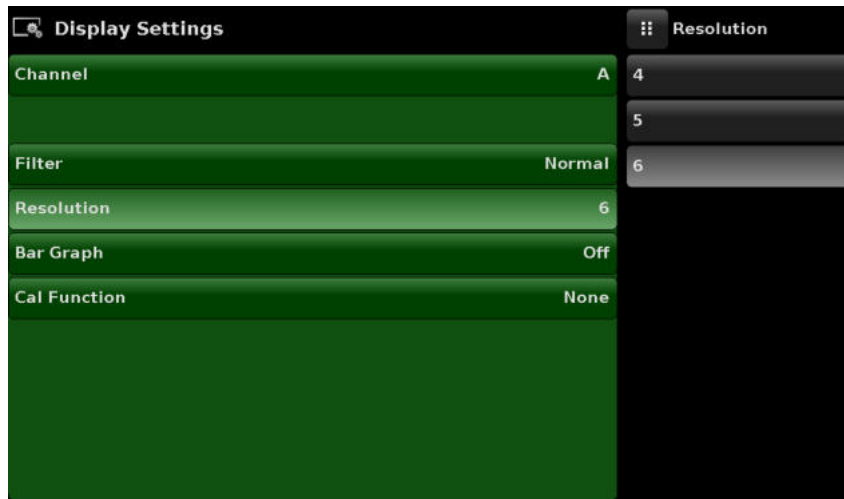 Display Settings
Channel A
Filter Normal
Resolution 6
Bar Graph Off
Cal Function None
Resolution
4
5
6